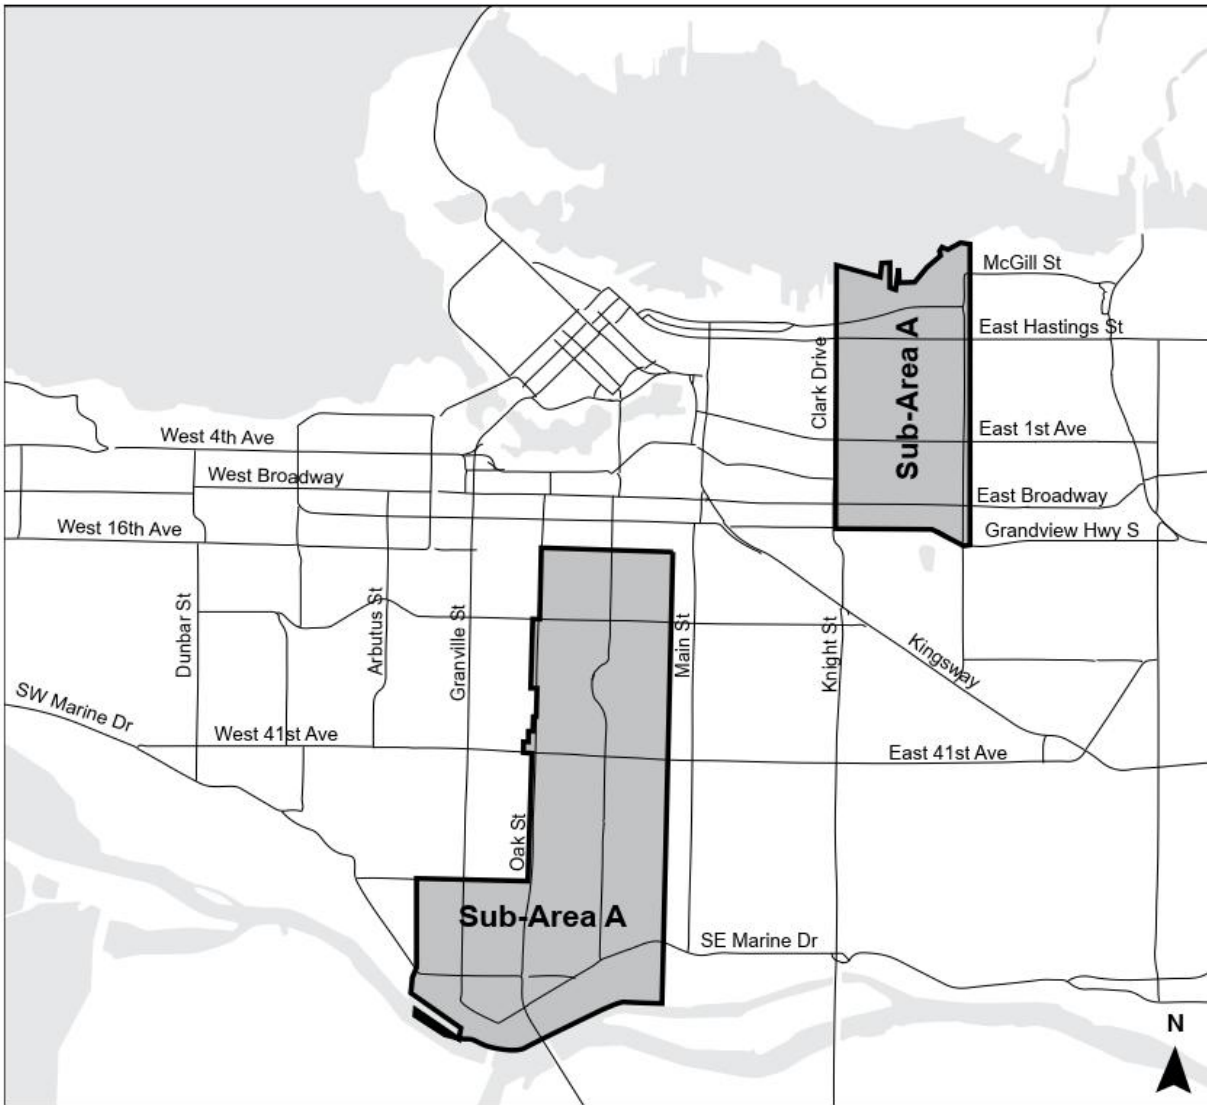 McGill St
East Hastings St
Clark Drive
Sub-Area A
East 1st Ave
West 4th Ave
West Broadway
East Broadway
West 16th Ave
Grandview Hwy S
Dunbar St
Arbutus St
Granville St
Main St
Knight St
Kingsway
SW Marine Dr
West 41st Ave
East 41st Ave
Oak St
Sub-Area A
SE Marine Dr
N